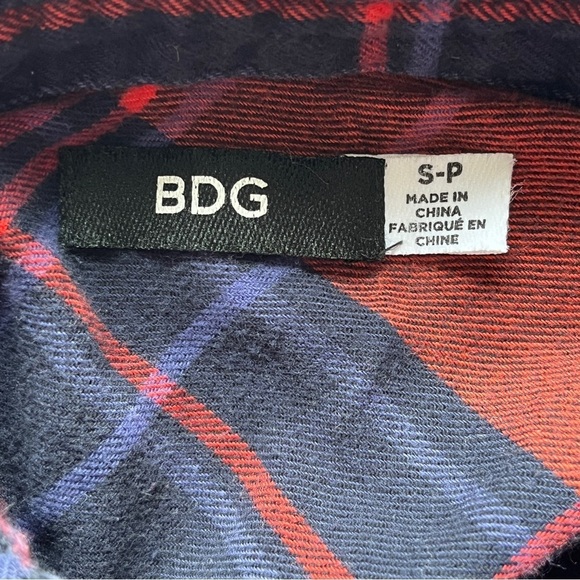 BDG
S-P
MADE IN
CHINA
FABRIQUÉ EN
CHINE